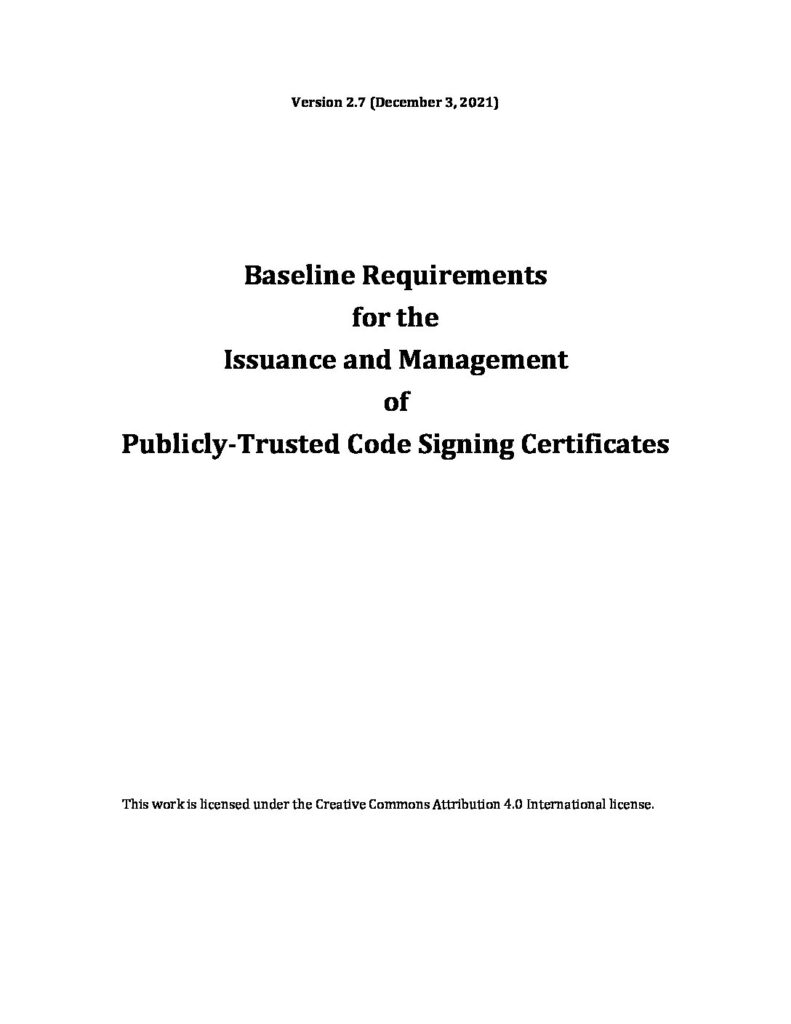 Version 2.7 (December 3, 2021)
Baseline Requirements
for the
Issuance and Management
of
Publicly-Trusted Code Signing Certificates
This work is licensed under the Creative Commons Attribution 4.0 International license.